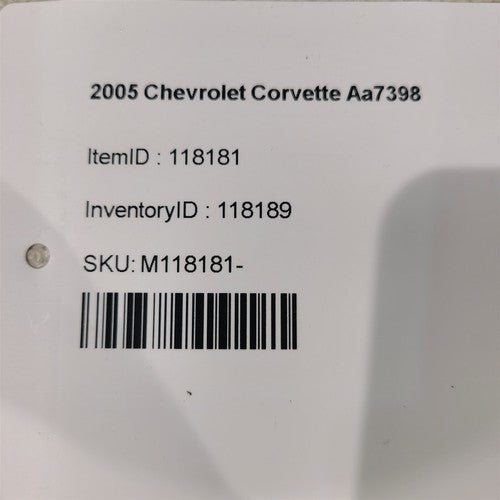 2005 Chevrolet Corvette Aa7398
ItemID : 118181
InventoryID : 118189
SKU: M118181-